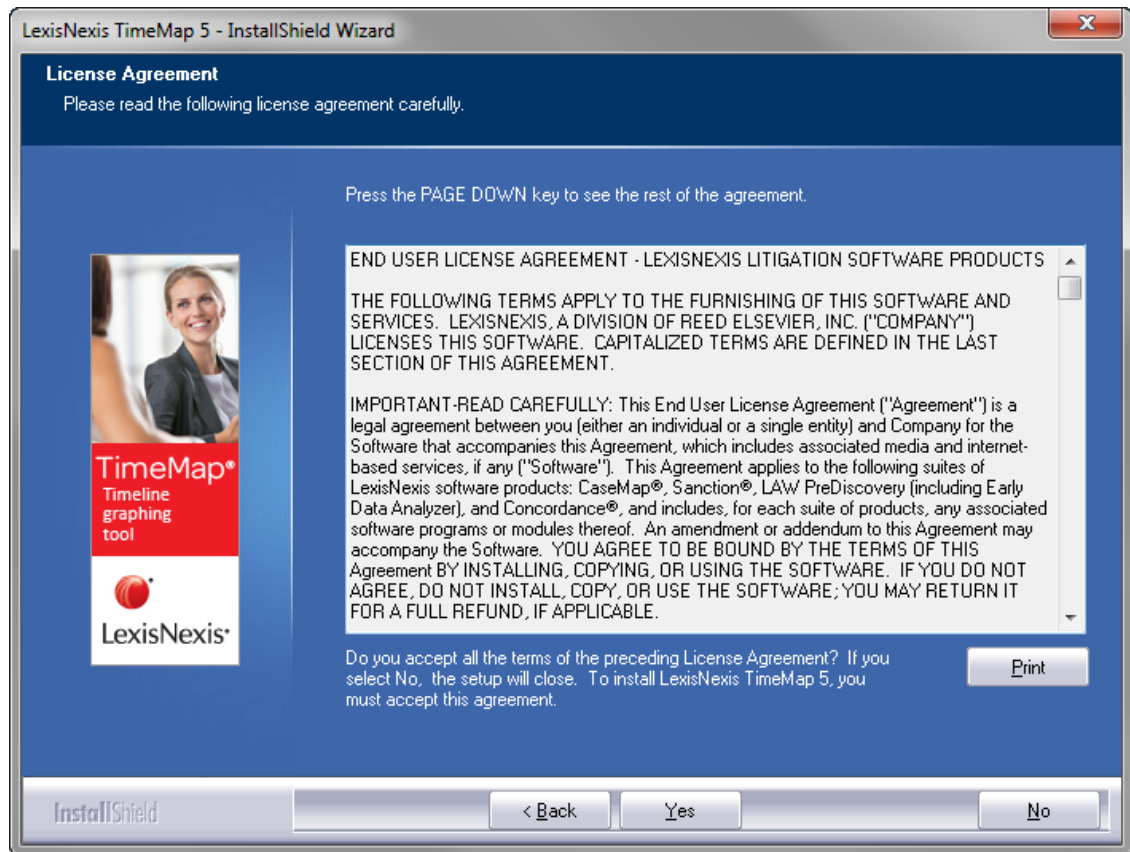 LexisNexis TimeMap 5 - InstallShield Wizard
License Agreement
Please read the following license agreement carefully.
Press the PAGE DOWN key to see the rest of the agreement.
END USER LICENSE AGREEMENT - LEXISNEXIS LITIGATION SOFTWARE PRODUCTS
THE FOLLOWING TERMS APPLY TO THE FURNISHING OF THIS SOFTWARE AND
SERVICES.  LEXISNEXIS, A DIVISION OF REED ELSEVIER, INC. ("COMPANY")
LICENSES THIS SOFTWARE.  CAPITALIZED TERMS ARE DEFINED IN THE LAST
SECTION OF THIS AGREEMENT.
IMPORTANT-READ CAREFULLY: This End User License Agreement ("Agreement") is a
legal agreement between you (either an individual or a single entity) and Company for the
Software that accompanies this Agreement, which includes associated media and internet-
based services, if any ("Software").  This Agreement applies to the following suites of
LexisNexis software products: CaseMap®, Sanction®, LAW PreDiscovery (including Early
Data Analyzer), and Concordance®, and includes, for each suite of products, any associated
software programs or modules thereof.  An amendment or addendum to this Agreement may
accompany the Software.  YOU AGREE TO BE BOUND BY THE TERMS OF THIS
Agreement BY INSTALLING, COPYING, OR USING THE SOFTWARE.  IF YOU DO NOT
AGREE, DO NOT INSTALL, COPY, OR USE THE SOFTWARE; YOU MAY RETURN IT
FOR A FULL REFUND, IF APPLICABLE.
TimeMap®
Timeline
graphing
tool
LexisNexis®
Do you accept all the terms of the preceding License Agreement?  If you
select No,  the setup will close.  To install LexisNexis TimeMap 5, you
must accept this agreement.
Print
InstallShield
< Back
Yes
No